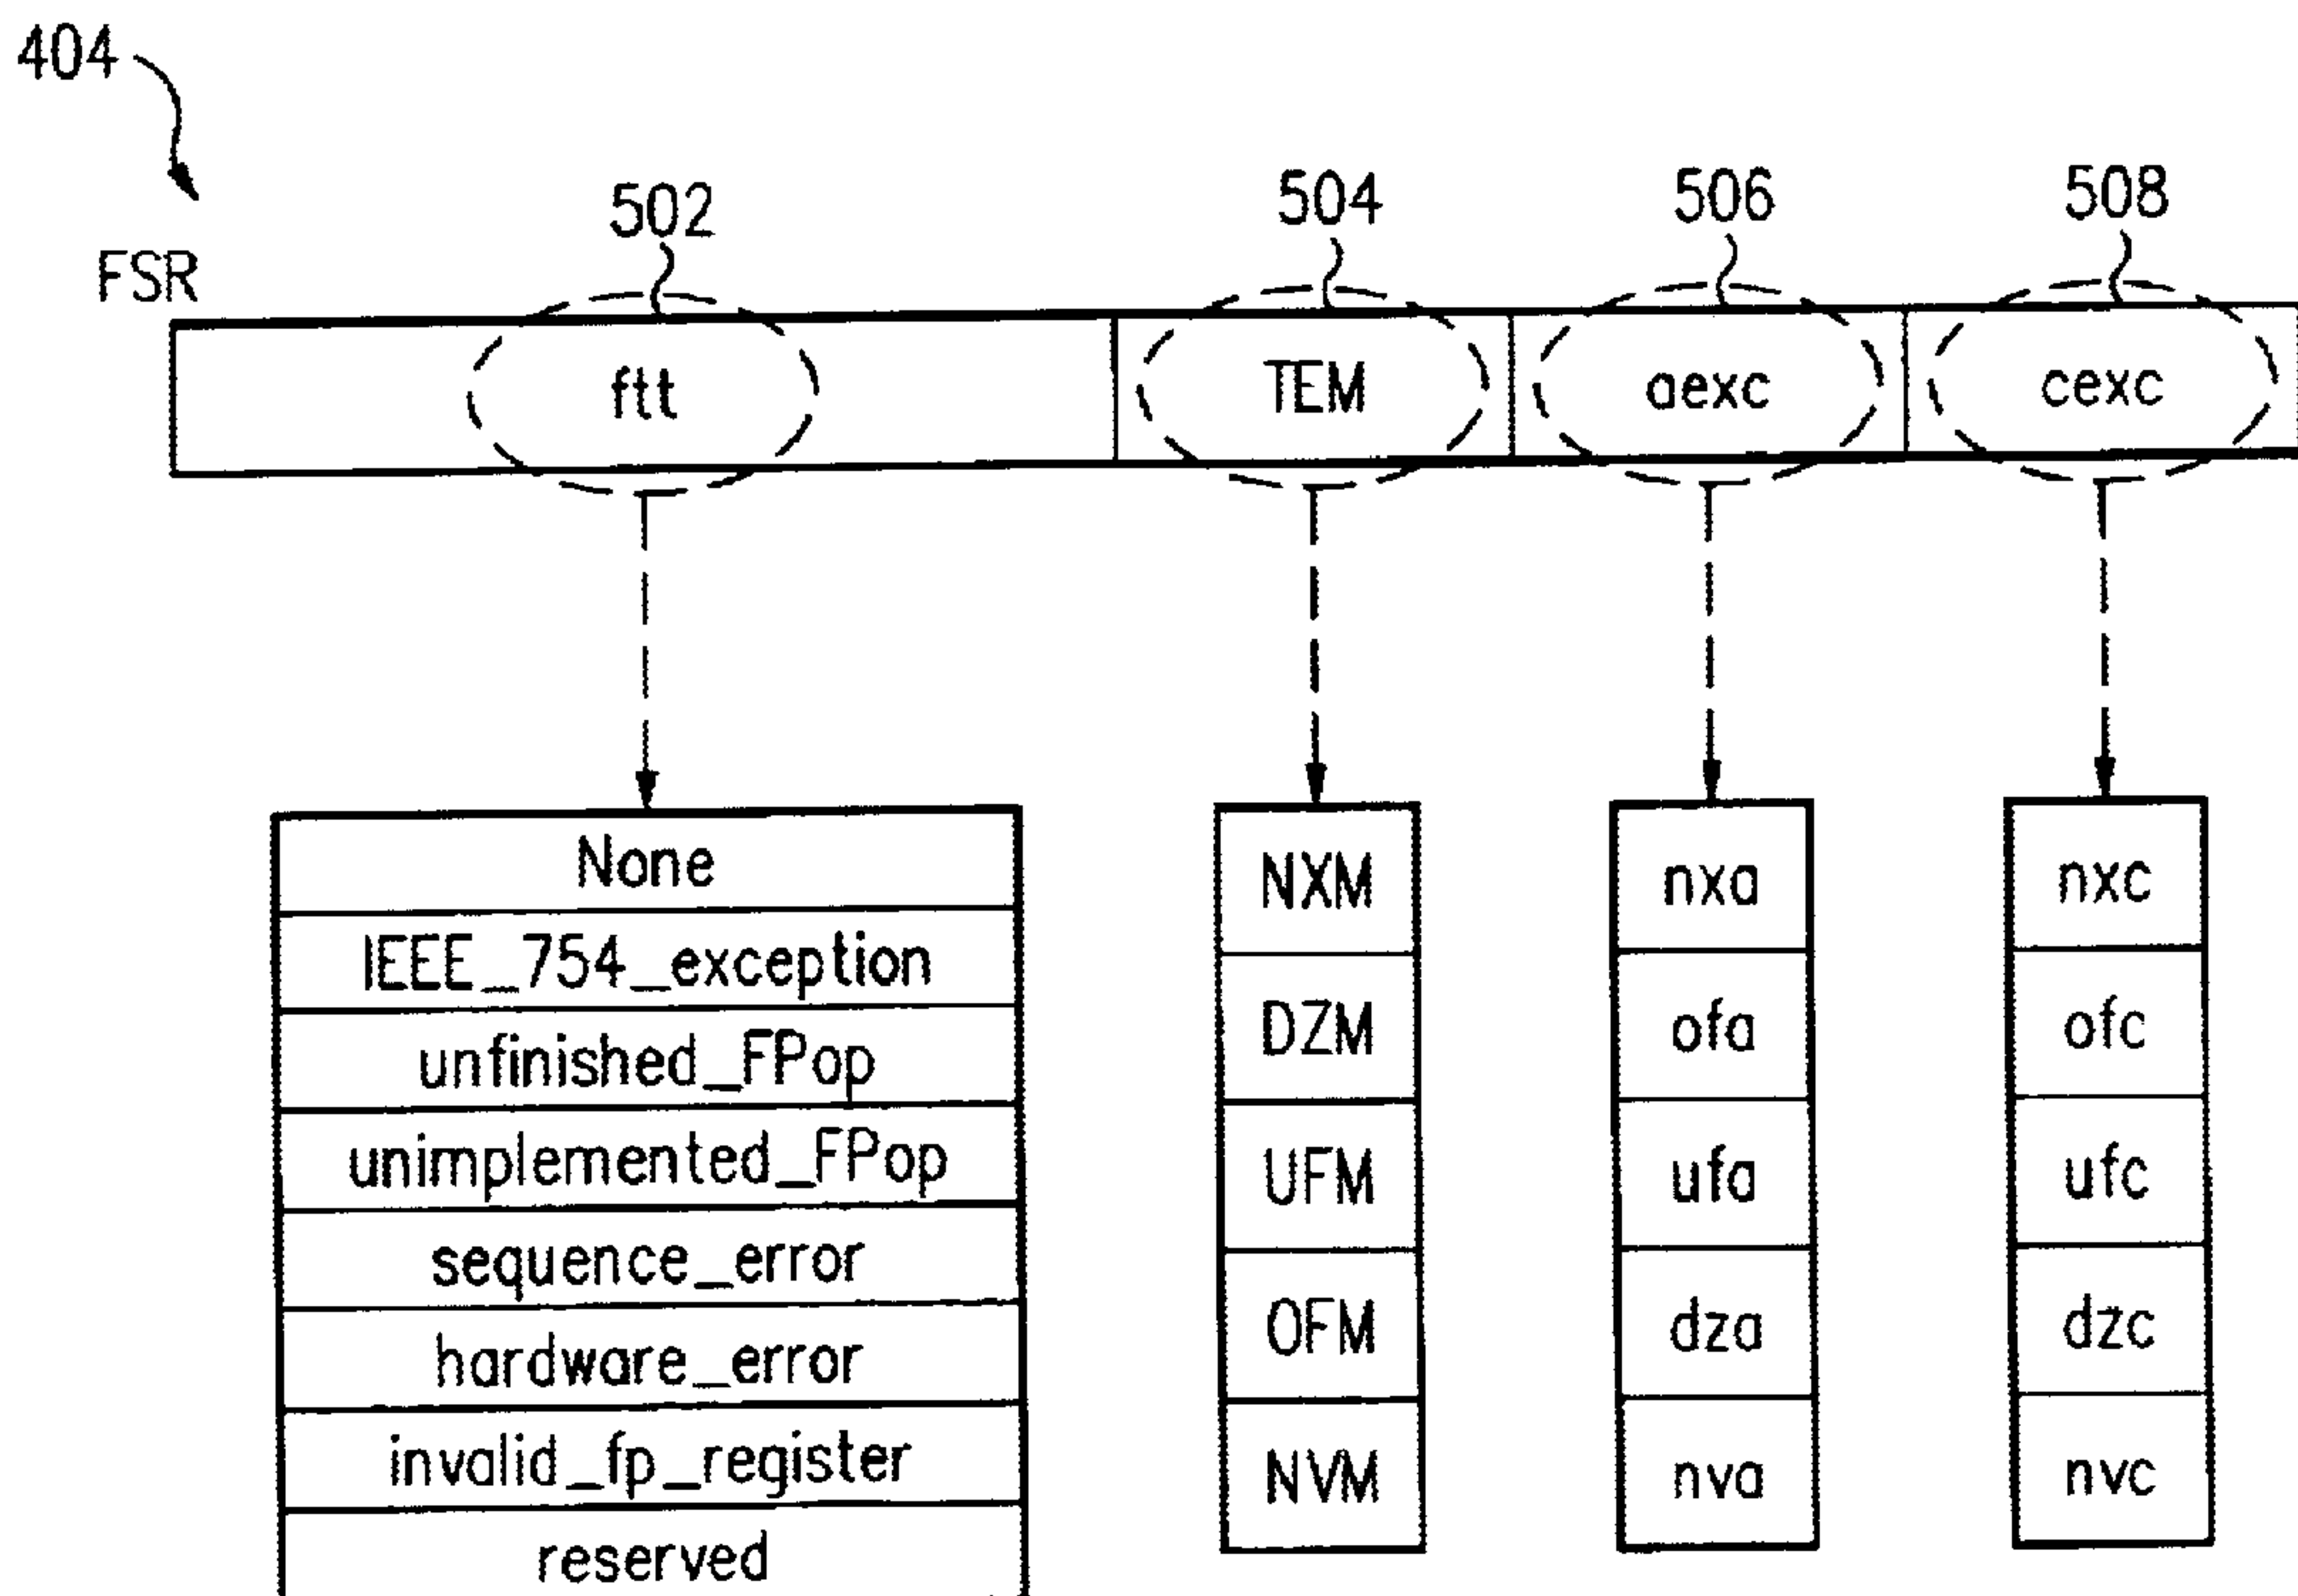 404
502 504 506 508
FSR
ftt TEM aexc cexc
None
IEEE_754_exception
unfinished_FPop
unimplemented_FPop
sequence_error
hardware_error
invalid_fp_register
reserved
NXM
DZM
UFM
OFM
NVM
nxa
ofa
ufa
dza
nva
nxc
ofc
ufc
dzc
nvc